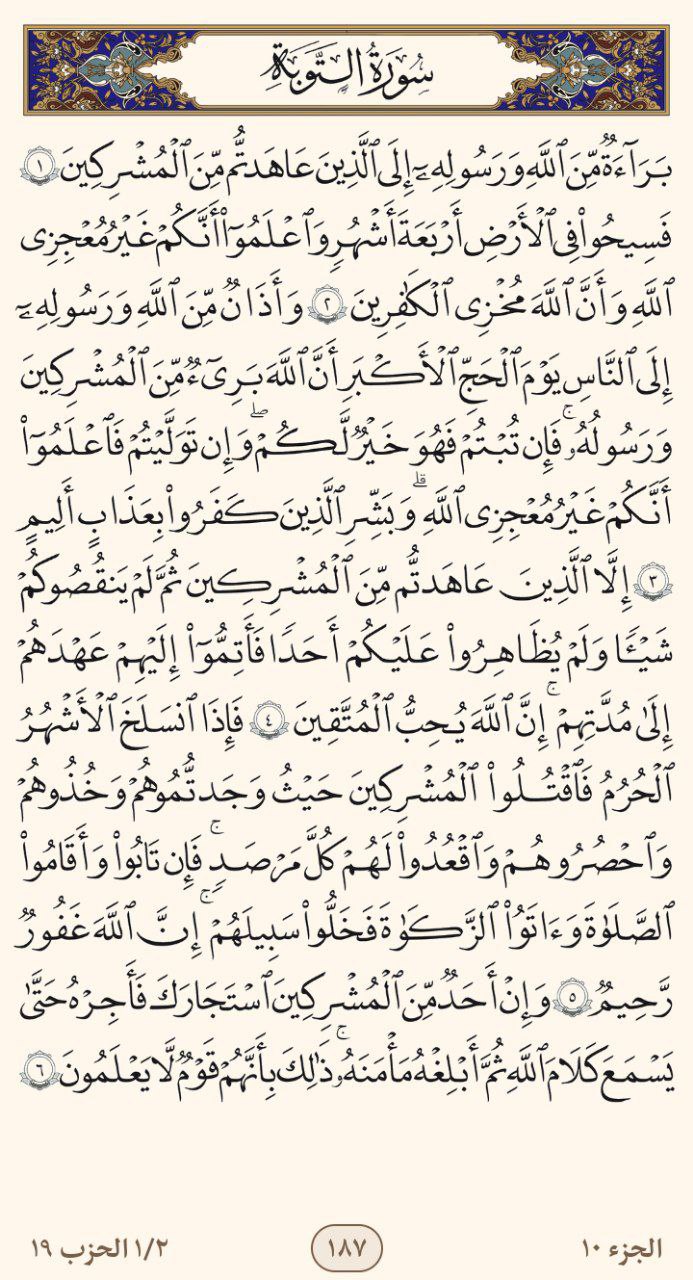 سُورَةُ التَّوْبَةِ
بَرَآءَةٌ مِّنَ ٱللَّهِ وَرَسُولِهِۦٓ إِلَى ٱلَّذِينَ عَٰهَدتُّم مِّنَ ٱلْمُشْرِكِينَ ١
فَسِيحُوا۟ فِى ٱلْأَرْضِ أَرْبَعَةَ أَشْهُرٍ وَٱعْلَمُوٓا۟ أَنَّكُمْ غَيْرُ مُعْجِزِى
ٱللَّهِ وَأَنَّ ٱللَّهَ مُخْزِى ٱلْكَٰفِرِينَ ٢ وَأَذَٰنٌ مِّنَ ٱللَّهِ وَرَسُولِهِۦٓ
إِلَى ٱلنَّاسِ يَوْمَ ٱلْحَجِّ ٱلْأَكْبَرِ أَنَّ ٱللَّهَ بَرِىٓءٌ مِّنَ ٱلْمُشْرِكِينَ
وَرَسُولُهُۥ ۚ فَإِن تُبْتُمْ فَهُوَ خَيْرٌ لَّكُمْ ۖ وَإِن تَوَلَّيْتُمْ فَٱعْلَمُوٓا۟
أَنَّكُمْ غَيْرُ مُعْجِزِى ٱللَّهِ ۗ وَبَشِّرِ ٱلَّذِينَ كَفَرُوا۟ بِعَذَابٍ أَلِيمٍ
٣ إِلَّا ٱلَّذِينَ عَٰهَدتُّم مِّنَ ٱلْمُشْرِكِينَ ثُمَّ لَمْ يَنقُصُوكُمْ
شَيْـًٔا وَلَمْ يُظَٰهِرُوا۟ عَلَيْكُمْ أَحَدًا فَأَتِمُّوٓا۟ إِلَيْهِمْ عَهْدَهُمْ
إِلَىٰ مُدَّتِهِمْ ۚ إِنَّ ٱللَّهَ يُحِبُّ ٱلْمُتَّقِينَ ٤ فَإِذَا ٱنسَلَخَ ٱلْأَشْهُرُ
ٱلْحُرُمُ فَٱقْتُلُوا۟ ٱلْمُشْرِكِينَ حَيْثُ وَجَدتُّمُوهُمْ وَخُذُوهُمْ
وَٱحْصُرُوهُمْ وَٱقْعُدُوا۟ لَهُمْ كُلَّ مَرْصَدٍ ۚ فَإِن تَابُوا۟ وَأَقَامُوا۟
ٱلصَّلَوٰةَ وَءَاتَوُا۟ ٱلزَّكَوٰةَ فَخَلُّوا۟ سَبِيلَهُمْ ۚ إِنَّ ٱللَّهَ غَفُورٌ
رَّحِيمٌ ٥ وَإِنْ أَحَدٌ مِّنَ ٱلْمُشْرِكِينَ ٱسْتَجَارَكَ فَأَجِرْهُ حَتَّىٰ
يَسْمَعَ كَلَٰمَ ٱللَّهِ ثُمَّ أَبْلِغْهُ مَأْمَنَهُۥ ۚ ذَٰلِكَ بِأَنَّهُمْ قَوْمٌ لَّا يَعْلَمُونَ ٦
الجزء ١٠
١٨٧
١/٢ الحزب ١٩